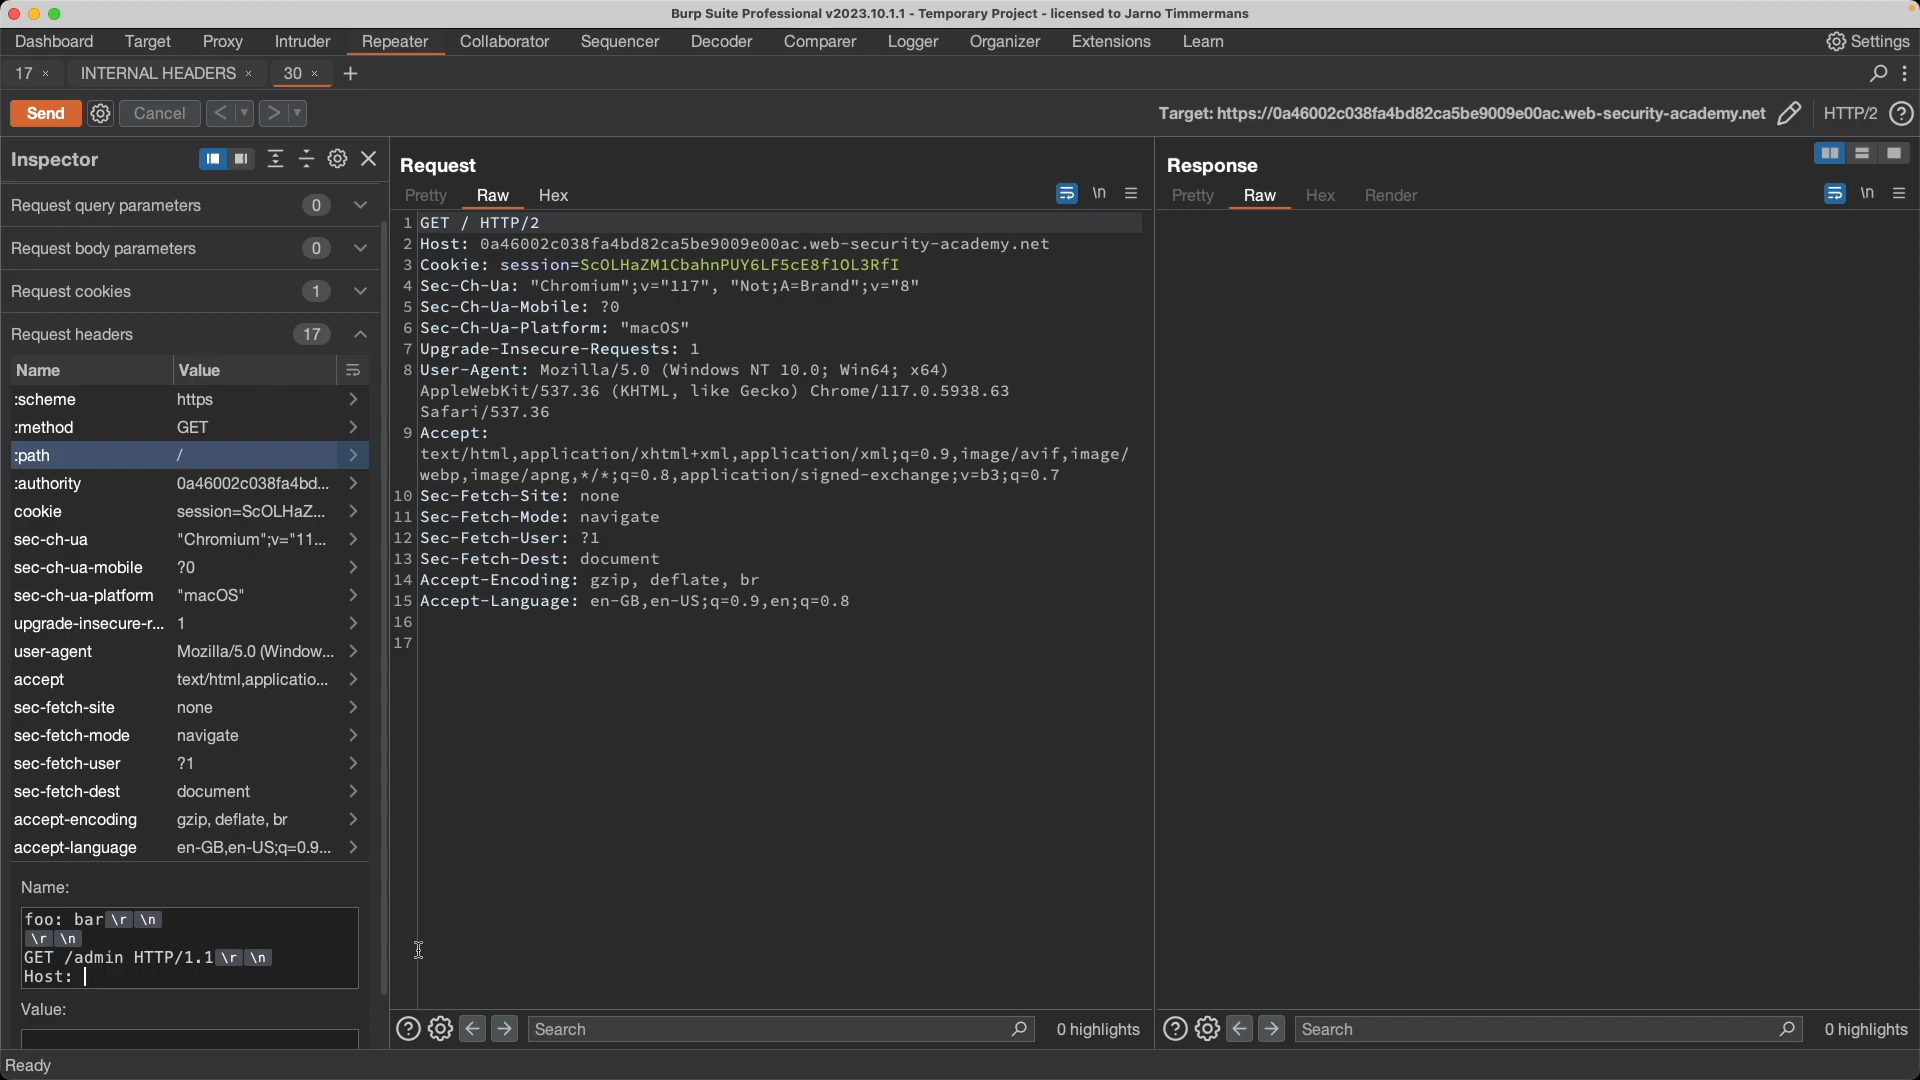 Burp Suite Professional v2023.10.1.1 - Temporary Project - licensed to Jarno Timmermans
Dashboard Target Proxy Intruder Repeater Collaborator Sequencer Decoder Comparer Logger Organizer Extensions Learn Settings
17 × INTERNAL HEADERS × 30 × +
Send Cancel < > Target: https://0a46002c038fa4bd82ca5be9009e00ac.web-security-academy.net HTTP/2 ?
Inspector
Request query parameters 0
Request body parameters 0
Request cookies 1
Request headers 17
Name Value
:scheme https
:method GET
:path /
:authority 0a46002c038fa4bd...
cookie session=ScOLHaZ...
sec-ch-ua "Chromium";v="11...
sec-ch-ua-mobile ?0
sec-ch-ua-platform "macOS"
upgrade-insecure-r... 1
user-agent Mozilla/5.0 (Window...
accept text/html,applicatio...
sec-fetch-site none
sec-fetch-mode navigate
sec-fetch-user ?1
sec-fetch-dest document
accept-encoding gzip, deflate, br
accept-language en-GB,en-US;q=0.9...
Name:
foo: bar\r\n
\r\n
GET /admin HTTP/1.1\r\n
Host:
Value:
Request
Pretty Raw Hex \n
1 GET / HTTP/2
2 Host: 0a46002c038fa4bd82ca5be9009e00ac.web-security-academy.net
3 Cookie: session=ScOLHaZM1CbahnPUY6LF5cE8f1OL3RfI
4 Sec-Ch-Ua: "Chromium";v="117", "Not;A=Brand";v="8"
5 Sec-Ch-Ua-Mobile: ?0
6 Sec-Ch-Ua-Platform: "macOS"
7 Upgrade-Insecure-Requests: 1
8 User-Agent: Mozilla/5.0 (Windows NT 10.0; Win64; x64)
AppleWebKit/537.36 (KHTML, like Gecko) Chrome/117.0.5938.63
Safari/537.36
9 Accept:
text/html,application/xhtml+xml,application/xml;q=0.9,image/avif,image/
webp,image/apng,*/*;q=0.8,application/signed-exchange;v=b3;q=0.7
10 Sec-Fetch-Site: none
11 Sec-Fetch-Mode: navigate
12 Sec-Fetch-User: ?1
13 Sec-Fetch-Dest: document
14 Accept-Encoding: gzip, deflate, br
15 Accept-Language: en-GB,en-US;q=0.9,en;q=0.8
16
17
? Search 0 highlights
Response
Pretty Raw Hex Render \n
? Search 0 highlights
Ready